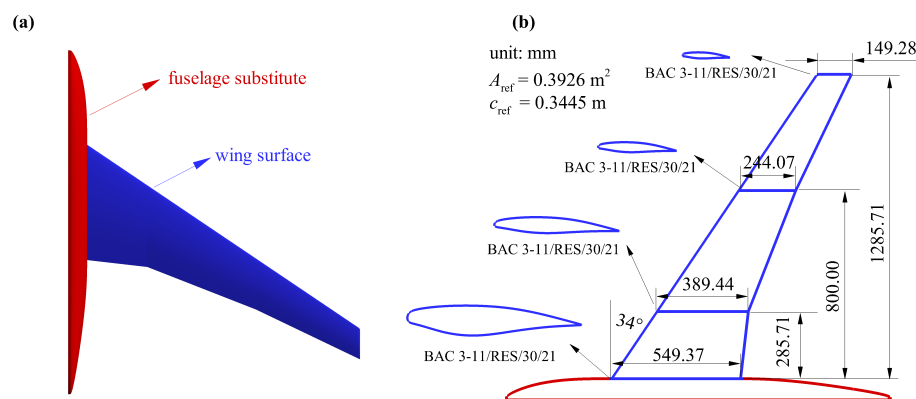 (a)
fuselage substitute
wing surface
(b)
unit: mm
A_ref = 0.3926 m²
c_ref = 0.3445 m
149.28
BAC 3-11/RES/30/21
244.07
BAC 3-11/RES/30/21
1285.71
800.00
BAC 3-11/RES/30/21
389.44
34°
285.71
BAC 3-11/RES/30/21
549.37